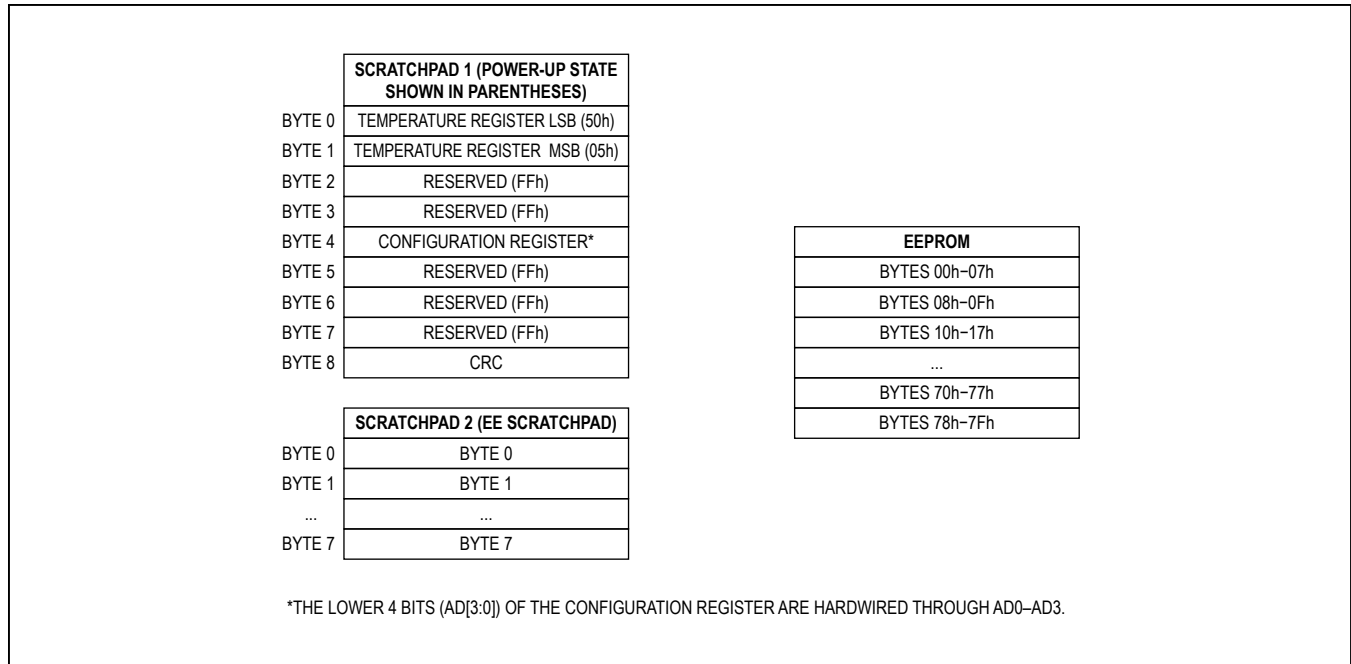 SCRATCHPAD 1 (POWER-UP STATE
SHOWN IN PARENTHESES)
BYTE 0 TEMPERATURE REGISTER LSB (50h)
BYTE 1 TEMPERATURE REGISTER MSB (05h)
BYTE 2 RESERVED (FFh)
BYTE 3 RESERVED (FFh)
BYTE 4 CONFIGURATION REGISTER*
BYTE 5 RESERVED (FFh)
BYTE 6 RESERVED (FFh)
BYTE 7 RESERVED (FFh)
BYTE 8 CRC
SCRATCHPAD 2 (EE SCRATCHPAD)
BYTE 0 BYTE 0
BYTE 1 BYTE 1
... ...
BYTE 7 BYTE 7
EEPROM
BYTES 00h–07h
BYTES 08h–0Fh
BYTES 10h–17h
...
BYTES 70h–77h
BYTES 78h–7Fh
*THE LOWER 4 BITS (AD[3:0]) OF THE CONFIGURATION REGISTER ARE HARDWIRED THROUGH AD0–AD3.